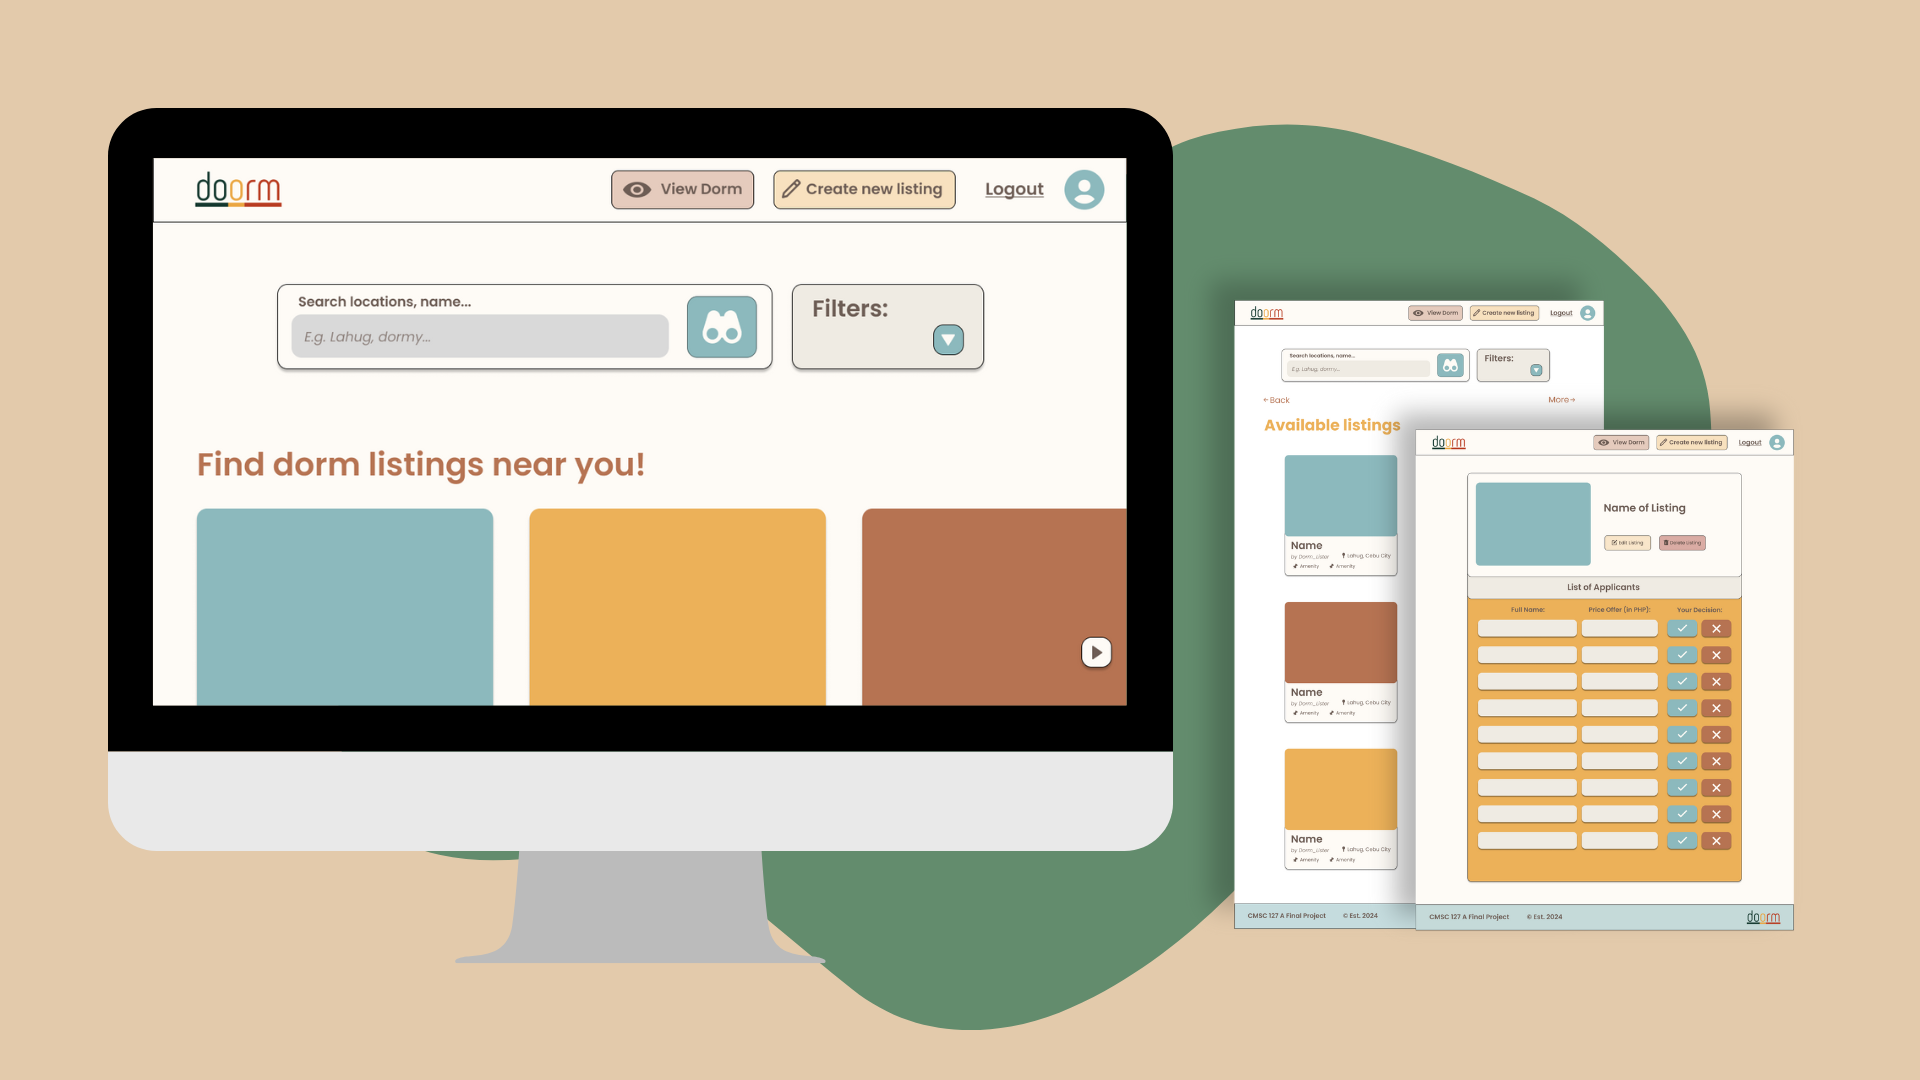 doorm
View Dorm
Create new listing
Logout
Search locations, name...
E.g. Lahug, dormy...
Filters:
Find dorm listings near you!
doorm
View Dorm
Create new listing
Logout
Search locations, name...
E.g. Lahug, dormy...
Filters:
Back
More
Available listings
Name
by Dorm_Lister
Lahug, Cebu City
Amenity
Amenity
Name
by Dorm_Lister
Lahug, Cebu City
Amenity
Amenity
Name
by Dorm_Lister
Lahug, Cebu City
Amenity
Amenity
CMSC 127 A Final Project
© Est. 2024
doorm
View Dorm
Create new listing
Logout
Name of Listing
Edit Listing
Delete Listing
List of Applicants
Full Name:
Price Offer (in PHP):
Your Decision:
CMSC 127 A Final Project
© Est. 2024
doorm